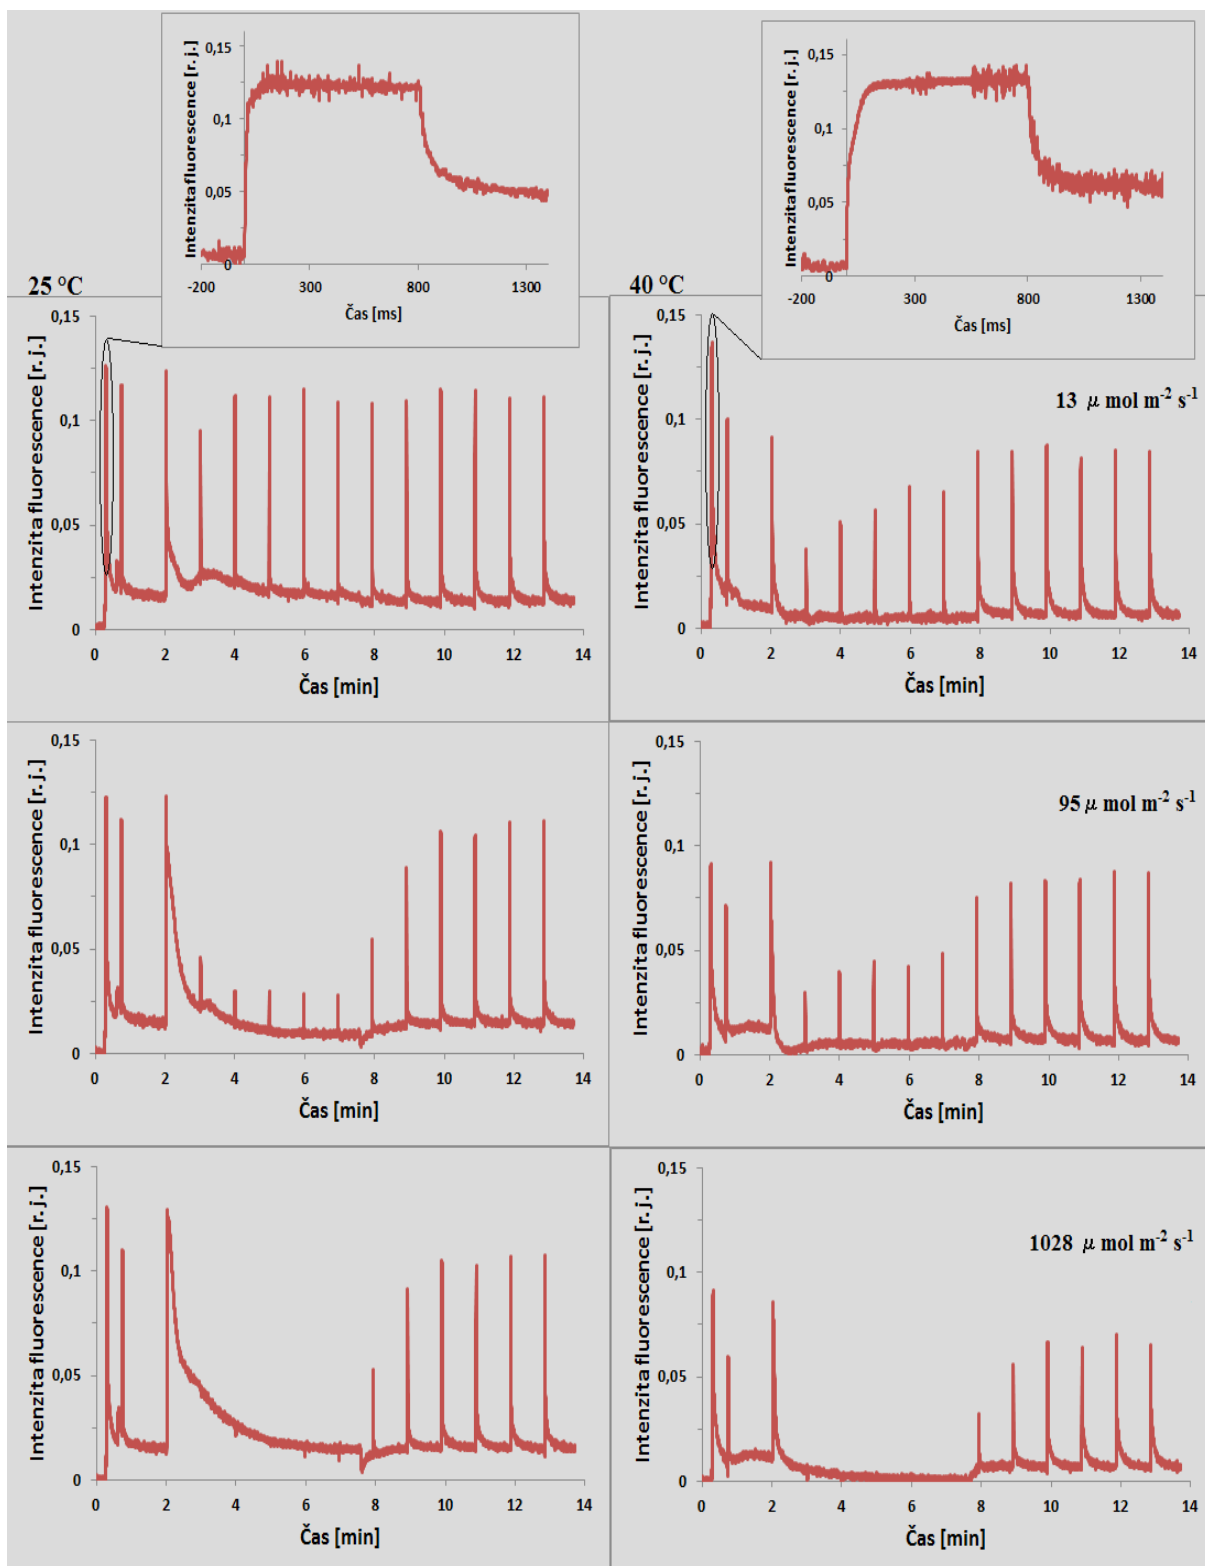 0,15
0,1
0,05
0
-200 300 800 1300
Intenzita fluorescence [r. j.]
Čas [ms]
0,15
0,1
0,05
0
-200 300 800 1300
Intenzita fluorescence [r. j.]
Čas [ms]
25 °C
40 °C
0,15
0,1
0,05
0
0 2 4 6 8 10 12 14
Intenzita fluorescence [r. j.]
Čas [min]
13 μ mol m-2 s-1
0,15
0,1
0,05
0
0 2 4 6 8 10 12 14
Intenzita fluorescence [r. j.]
Čas [min]
0,15
0,1
0,05
0
0 2 4 6 8 10 12 14
Intenzita fluorescence [r. j.]
Čas [min]
95 μ mol m-2 s-1
0,15
0,1
0,05
0
0 2 4 6 8 10 12 14
Intenzita fluorescence [r. j.]
Čas [min]
0,15
0,1
0,05
0
0 2 4 6 8 10 12 14
Intenzita fluorescence [r. j.]
Čas [min]
1028 μ mol m-2 s-1
0,15
0,1
0,05
0
0 2 4 6 8 10 12 14
Intenzita fluorescence [r. j.]
Čas [min]